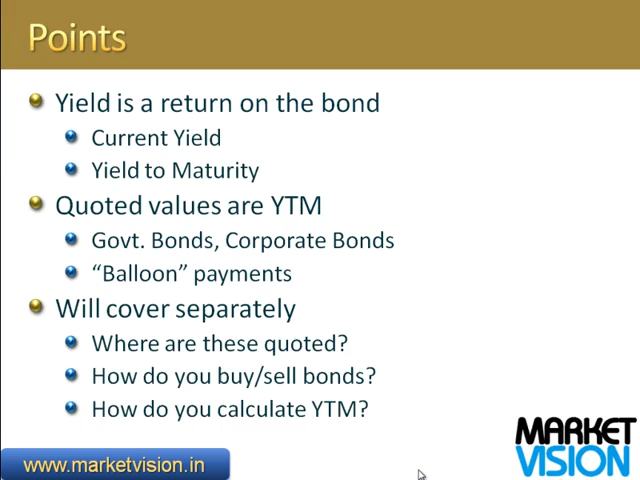 Points
Yield is a return on the bond
Current Yield
Yield to Maturity
Quoted values are YTM
Govt. Bonds, Corporate Bonds
“Balloon” payments
Will cover separately
Where are these quoted?
How do you buy/sell bonds?
How do you calculate YTM?
MARKET
VISION
www.marketvision.in